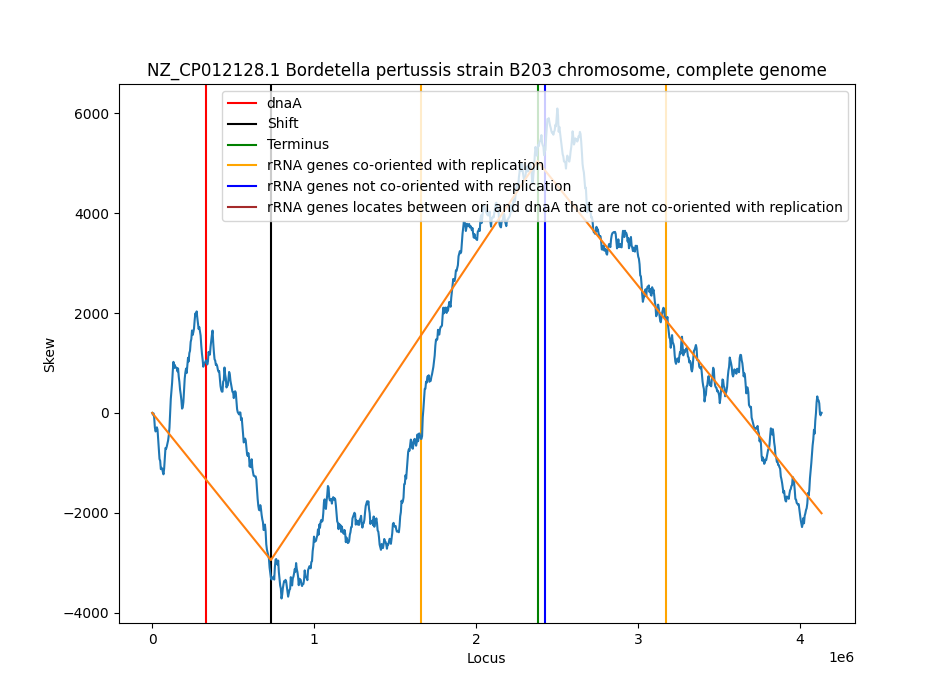 NZ_CP012128.1 Bordetella pertussis strain B203 chromosome, complete genome
dnaA
Shift
Terminus
rRNA genes co-oriented with replication
rRNA genes not co-oriented with replication
rRNA genes locates between ori and dnaA that are not co-oriented with replication
6000
4000
2000
0
−2000
−4000
Skew
0 1 2 3 4
1e6
Locus